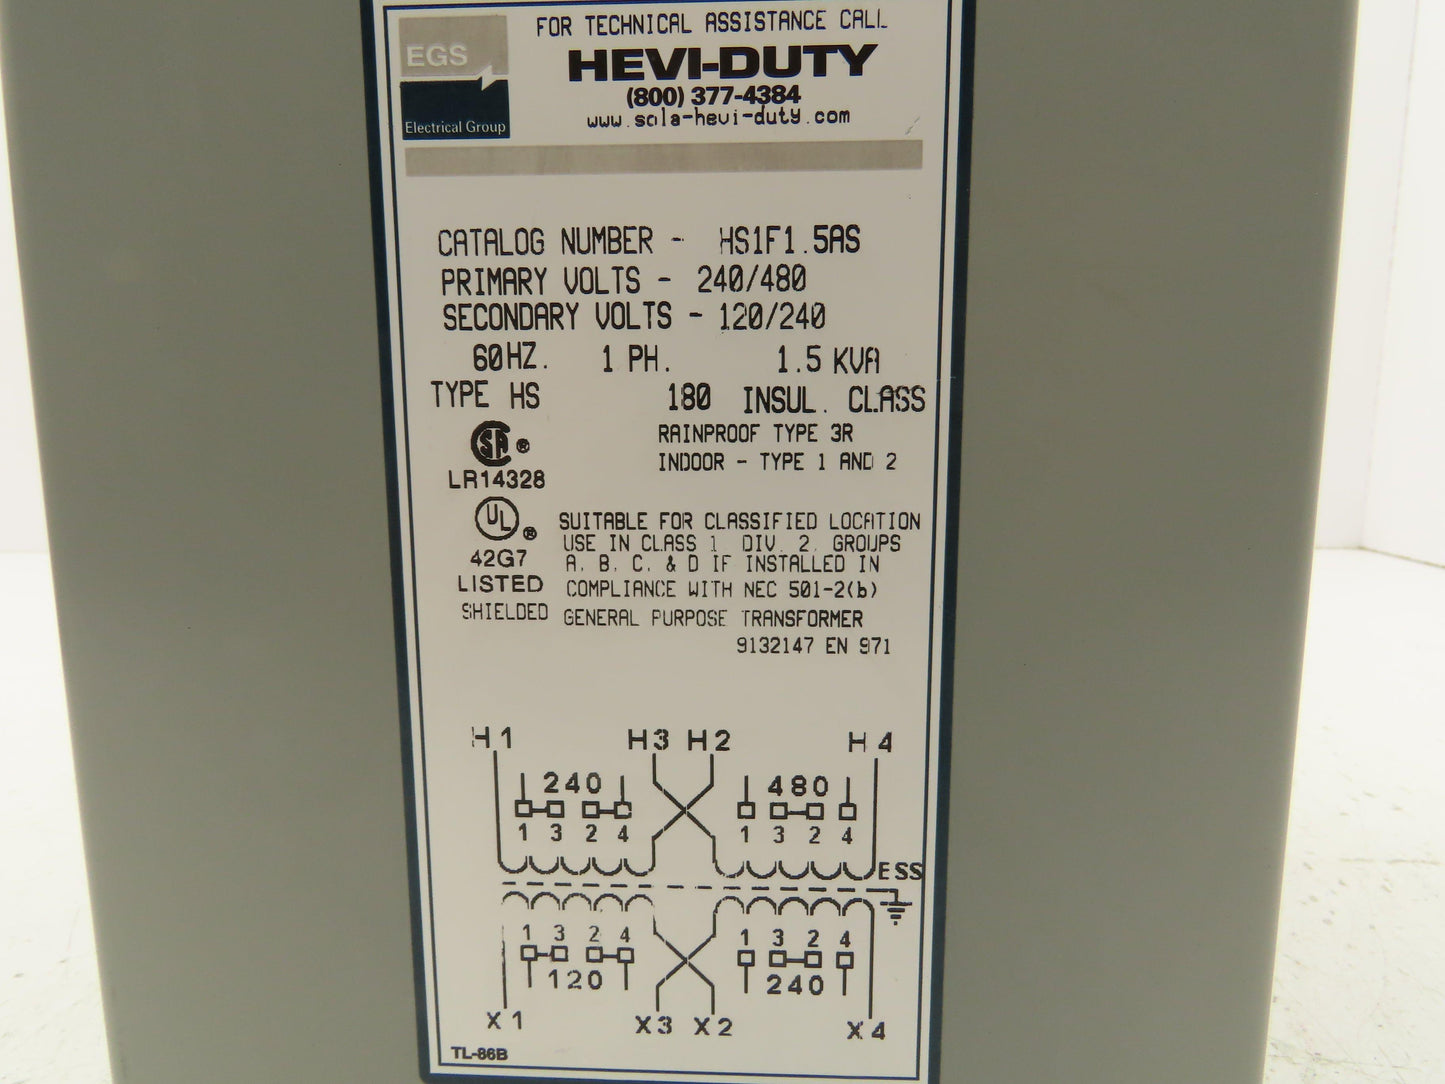 FOR TECHNICAL ASSISTANCE CALL
EGS
Electrical Group
HEVI-DUTY
(800) 377-4384
www.sola-hevi-duty.com
CATALOG NUMBER - HS1F1.5AS
PRIMARY VOLTS - 240/480
SECONDARY VOLTS - 120/240
60HZ. 1 PH. 1.5 KVA
TYPE HS 180 INSUL. CLASS
SA ®
RAINPROOF TYPE 3R
INDOOR - TYPE 1 AND 2
LR14328
UL ®
42G7
LISTED
SHIELDED
SUITABLE FOR CLASSIFIED LOCATION
USE IN CLASS 1, DIV. 2, GROUPS
A, B, C, & D IF INSTALLED IN
COMPLIANCE WITH NEC 501-2(b)
GENERAL PURPOSE TRANSFORMER
9132147 EN 971
H1 H3 H2 H4
240 480
1 3 2 4 1 3 2 4
ESS
1 3 2 4 1 3 2 4
120 240
X1 X3 X2 X4
TL-86B